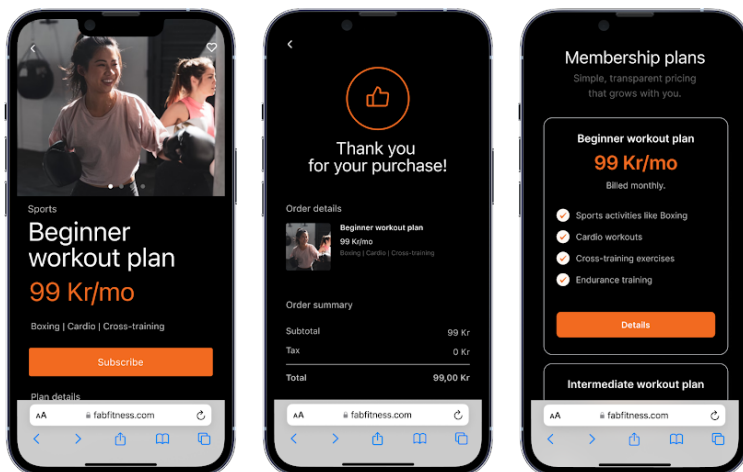 Sports
Beginner
workout plan
99 Kr/mo
Boxing | Cardio | Cross-training
Subscribe
Plan details
AA
fabfitness.com
Thank you
for your purchase!
Order details
Beginner workout plan
99 Kr/mo
Boxing | Cardio | Cross-training
Order summary
Subtotal 99 Kr
Tax 0 Kr
Total 99,00 Kr
AA
fabfitness.com
Membership plans
Simple, transparent pricing
that grows with you.
Beginner workout plan
99 Kr/mo
Billed monthly.
Sports activities like Boxing
Cardio workouts
Cross-training exercises
Endurance training
Details
Intermediate workout plan
AA
fabfitness.com